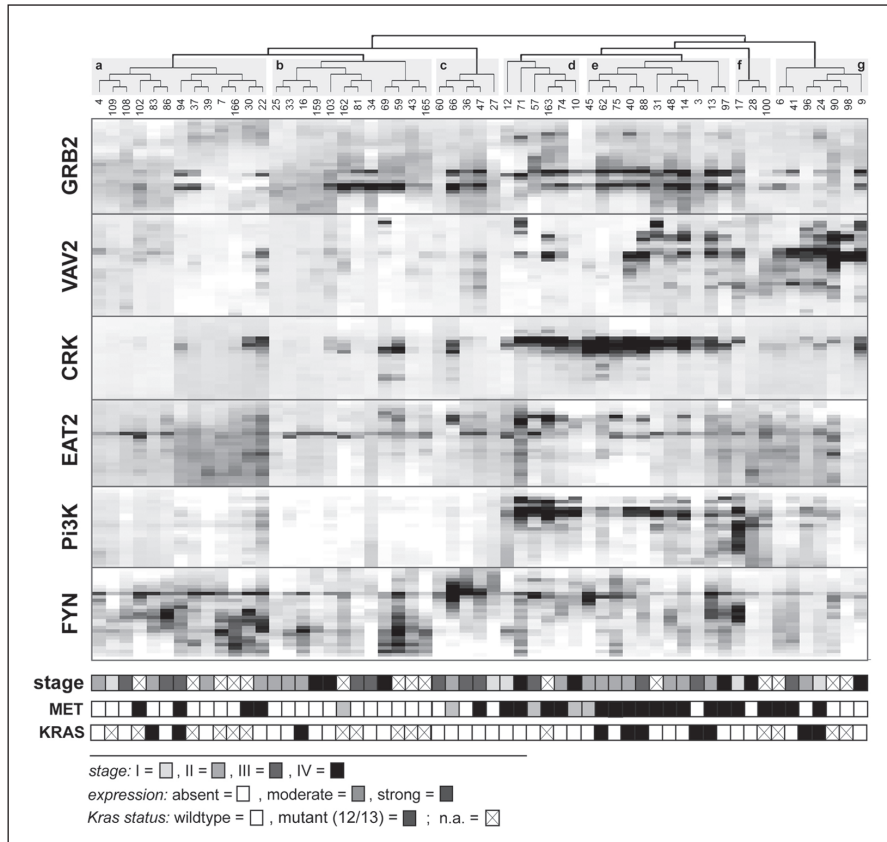 a b c d e f g
4 109 108 102 83 86 94 37 39 7 166 30 22 25 33 16 159 103 162 81 34 69 59 43 165 60 66 36 47 27 12 71 57 163 74 10 45 62 75 40 88 31 48 14 3 13 97 17 28 100 6 41 96 24 90 98 9
GRB2
VAV2
CRK
EAT2
Pi3K
FYN
stage
MET
KRAS
stage: I = , II = , III = , IV =
expression: absent = , moderate = , strong =
Kras status: wildtype = , mutant (12/13) = ; n.a. =